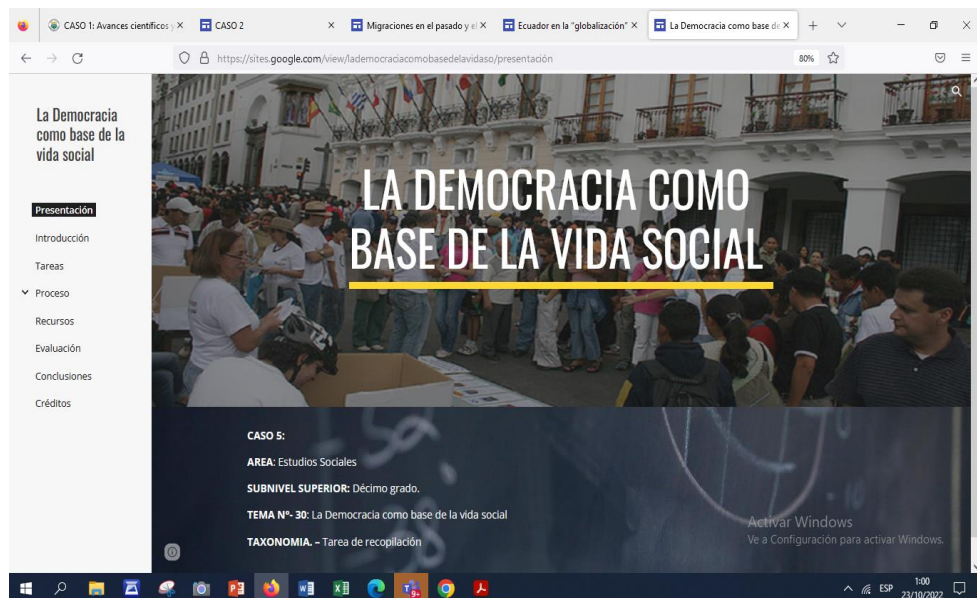 CASO 1: Avances científicos y
CASO 2
Migraciones en el pasado y el
Ecuador en la "globalización"
La Democracia como base de
https://sites.google.com/view/lademocraciacomobasedelavidaso/presentación
80%
La Democracia
como base de la
vida social
Presentación
Introducción
Tareas
Proceso
Recursos
Evaluación
Conclusiones
Créditos
LA DEMOCRACIA COMO
BASE DE LA VIDA SOCIAL
CASO 5:
AREA: Estudios Sociales
SUBNIVEL SUPERIOR: Décimo grado.
TEMA Nº- 30: La Democracia como base de la vida social
TAXONOMIA. – Tarea de recopilación
Activar Windows
Ve a Configuración para activar Windows.
9+
ESP
1:00
23/10/2022